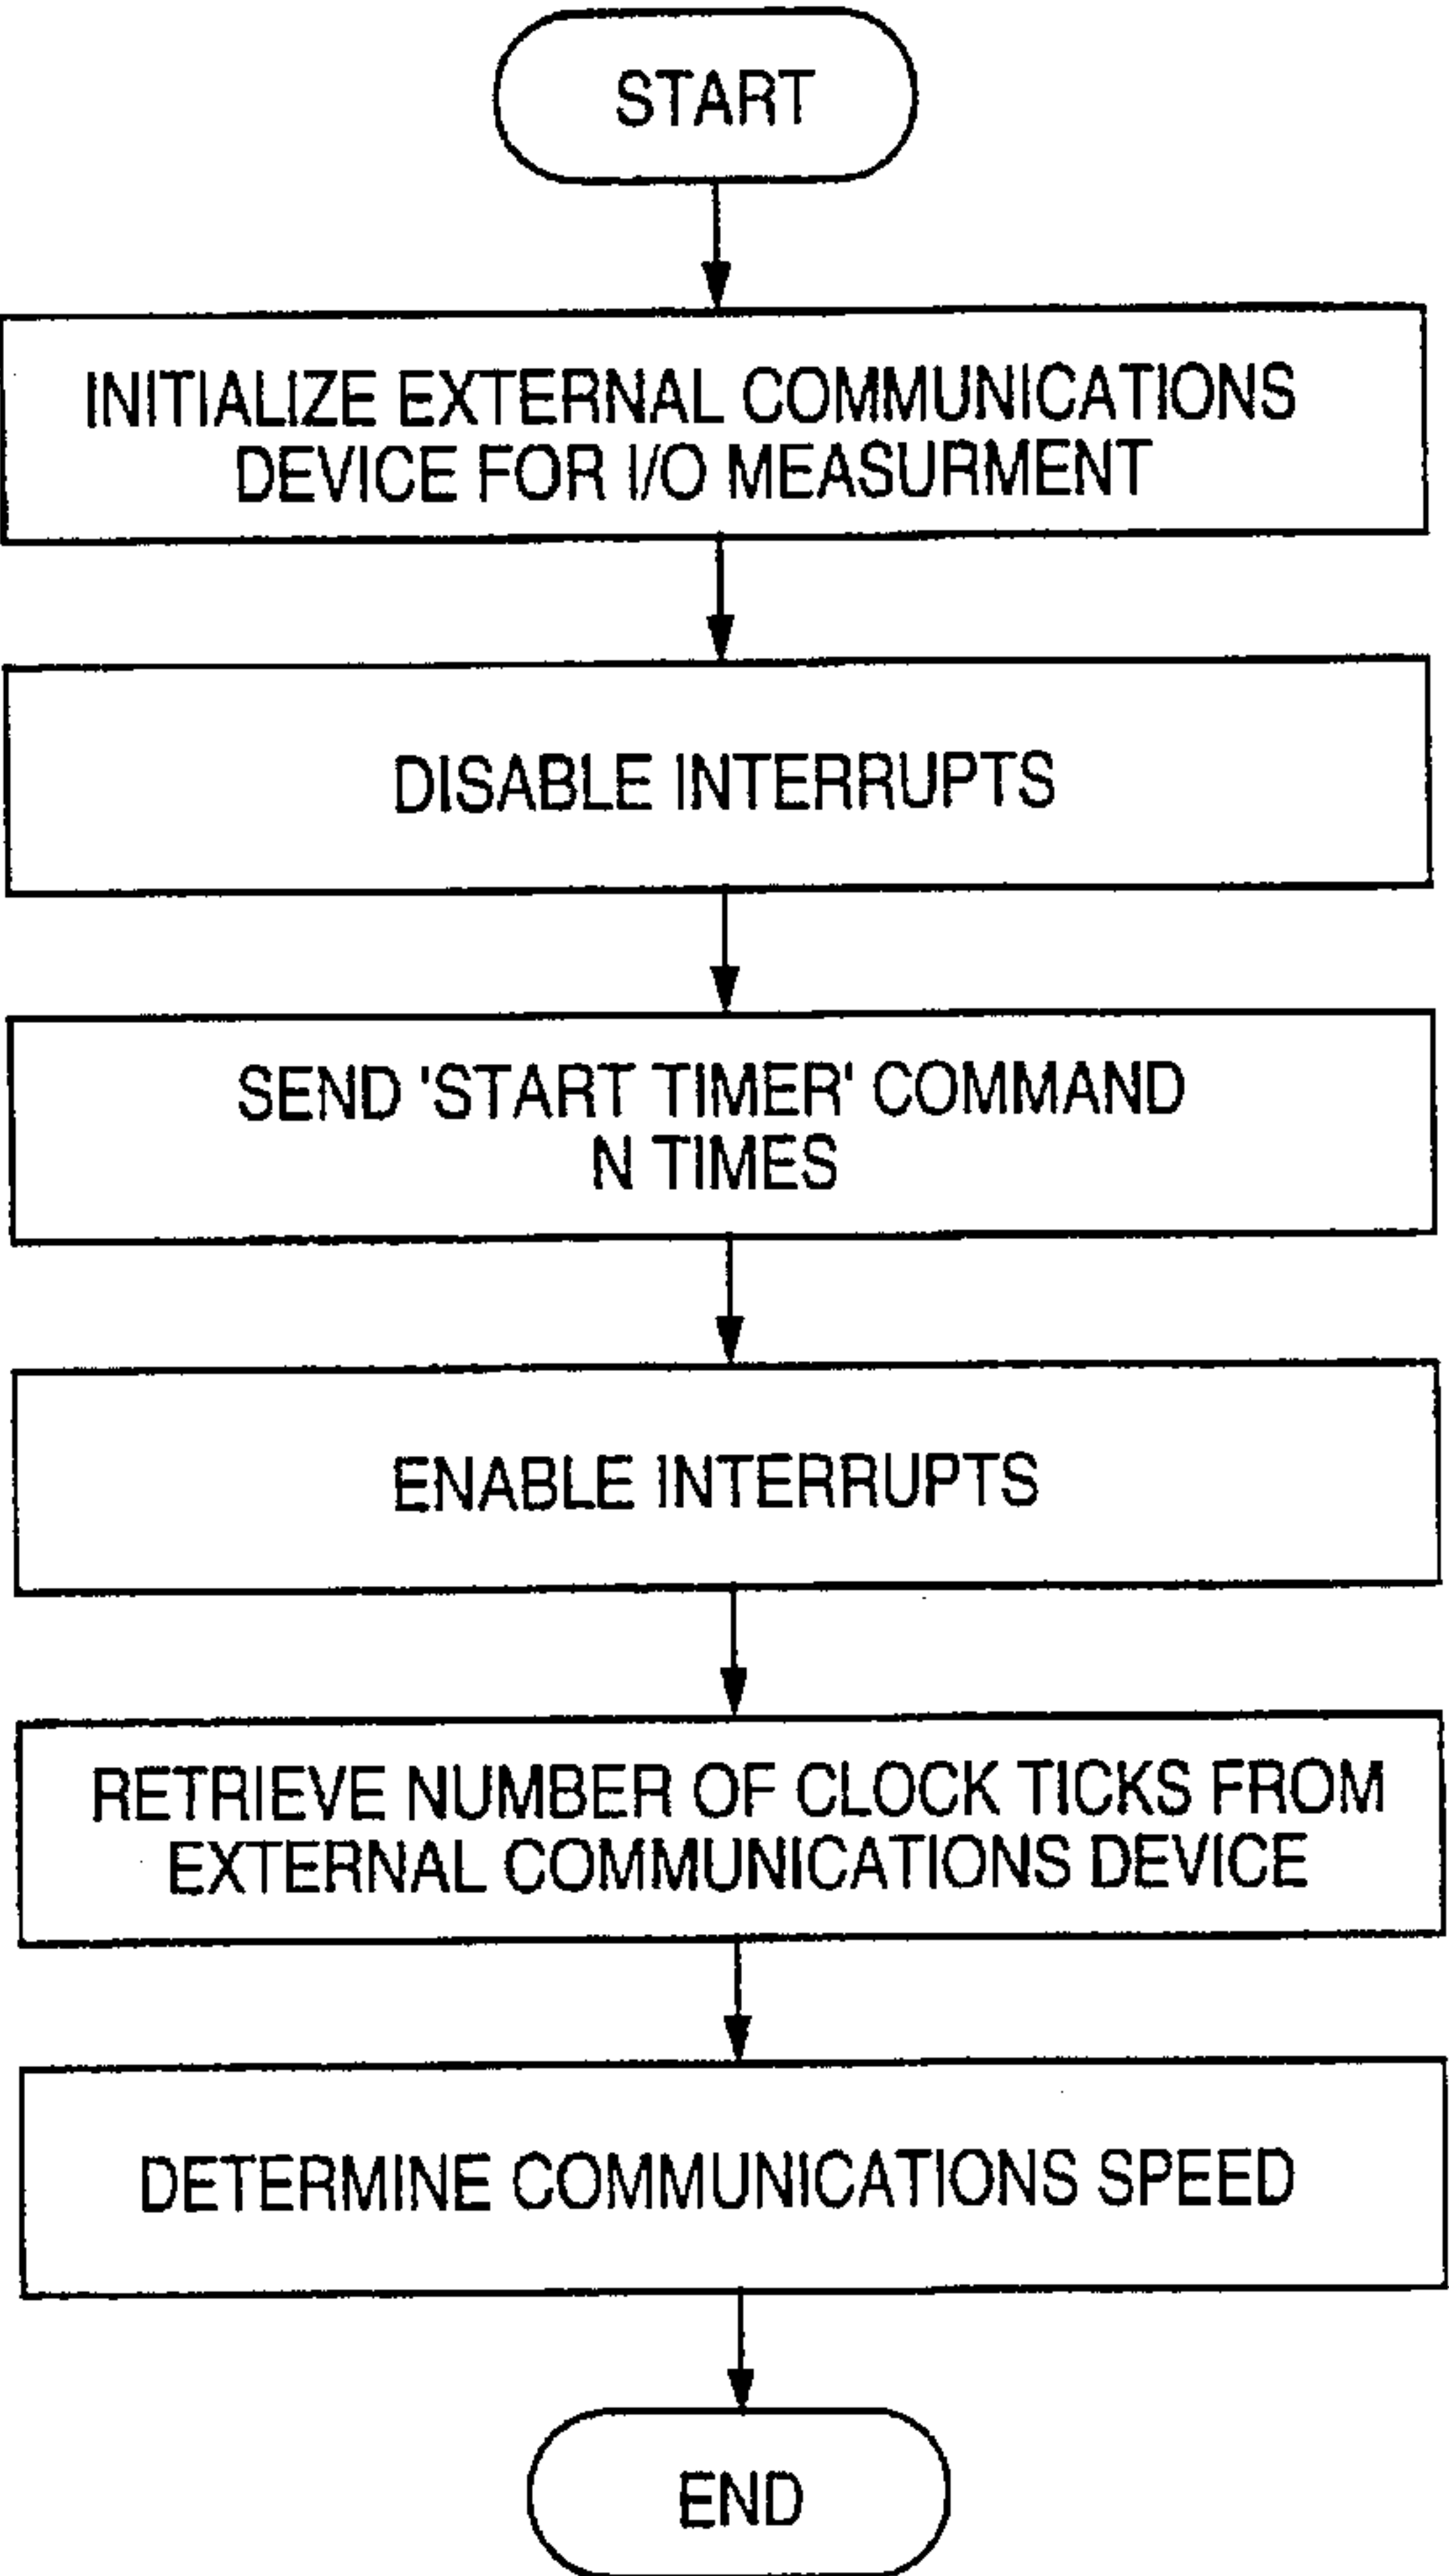 START
INITIALIZE EXTERNAL COMMUNICATIONS
DEVICE FOR I/O MEASURMENT
DISABLE INTERRUPTS
SEND 'START TIMER' COMMAND
N TIMES
ENABLE INTERRUPTS
RETRIEVE NUMBER OF CLOCK TICKS FROM
EXTERNAL COMMUNICATIONS DEVICE
DETERMINE COMMUNICATIONS SPEED
END